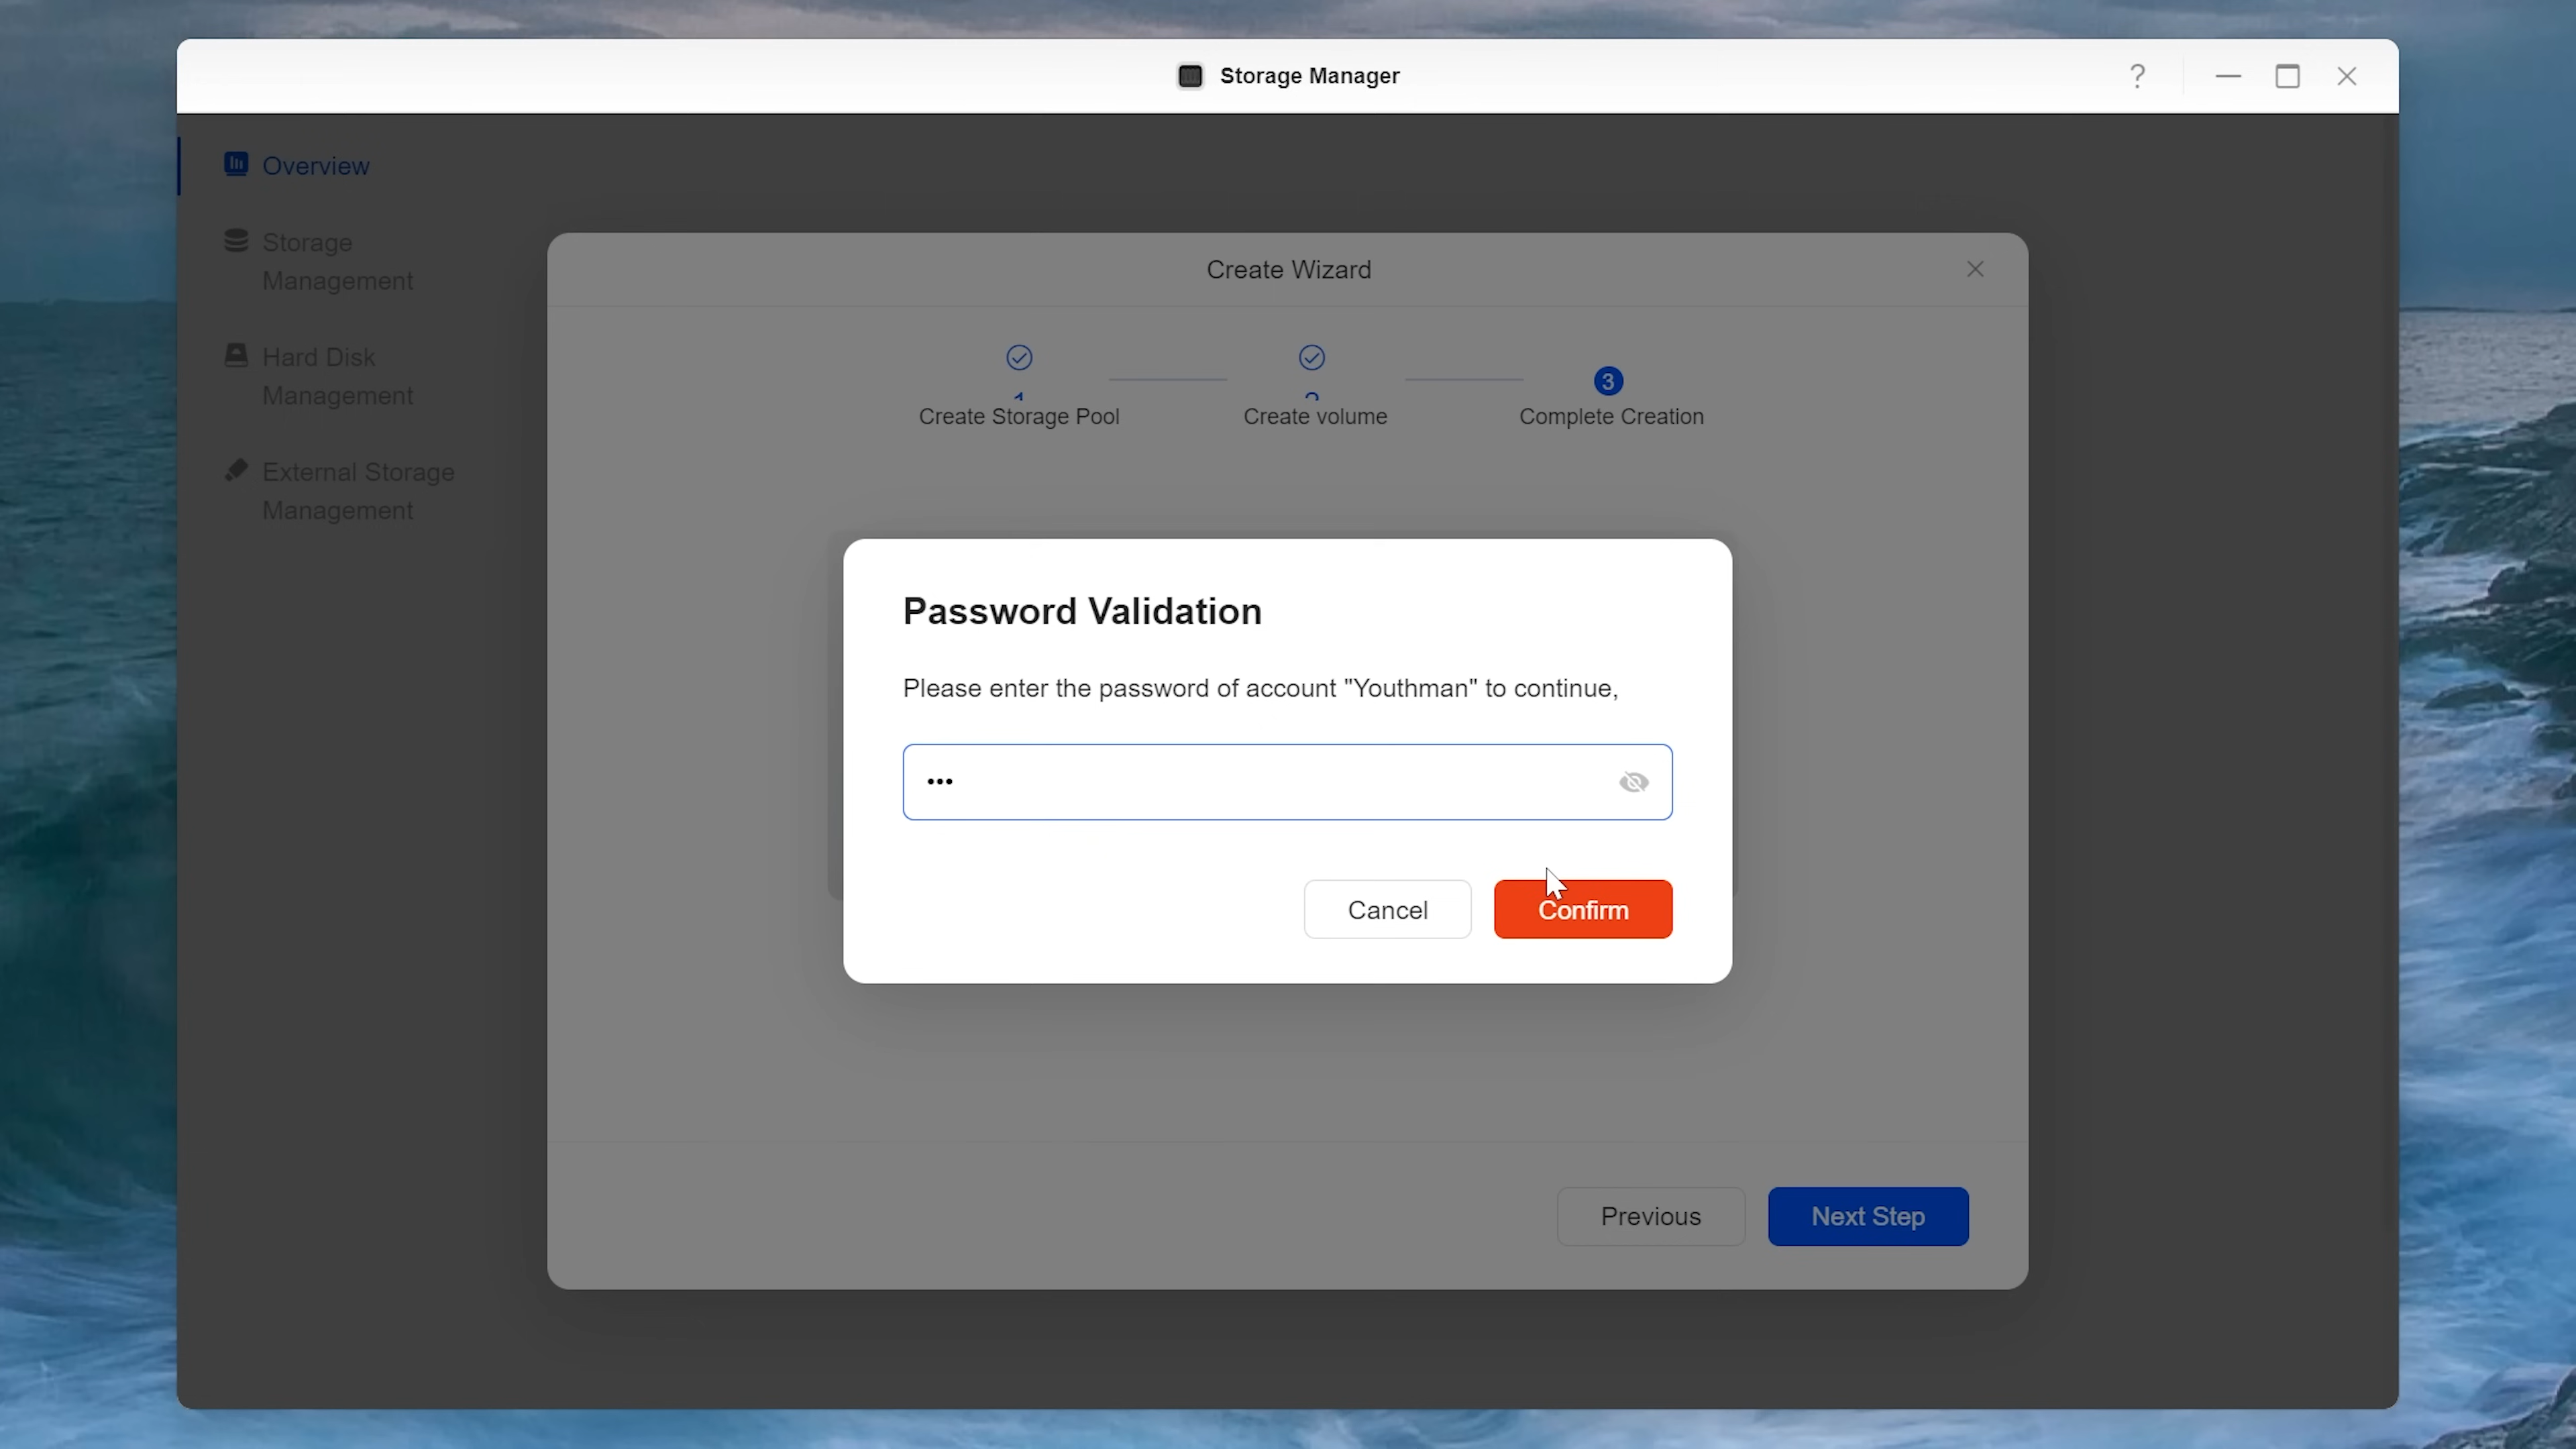 Storage Manager
Overview
Storage
Management
Hard Disk
Management
External Storage
Management
Create Wizard
3
Create Storage Pool
Create volume
Complete Creation
Password Validation
Please enter the password of account "Youthman" to continue,
•••
Cancel
Confirm
Previous
Next Step